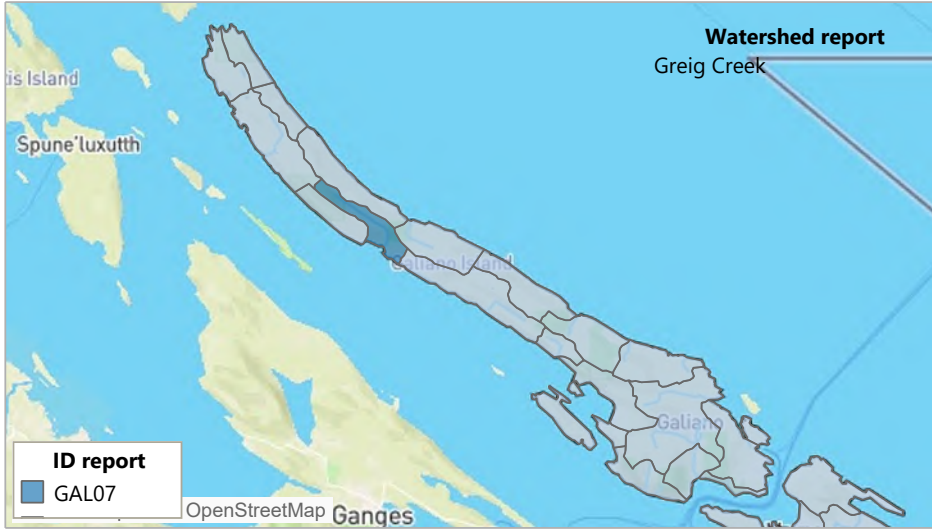 Watershed report
Greig Creek
tis Island
Spune'luxutth
Galiano Island
Galiano
ID report
GAL07
OpenStreetMap
Ganges